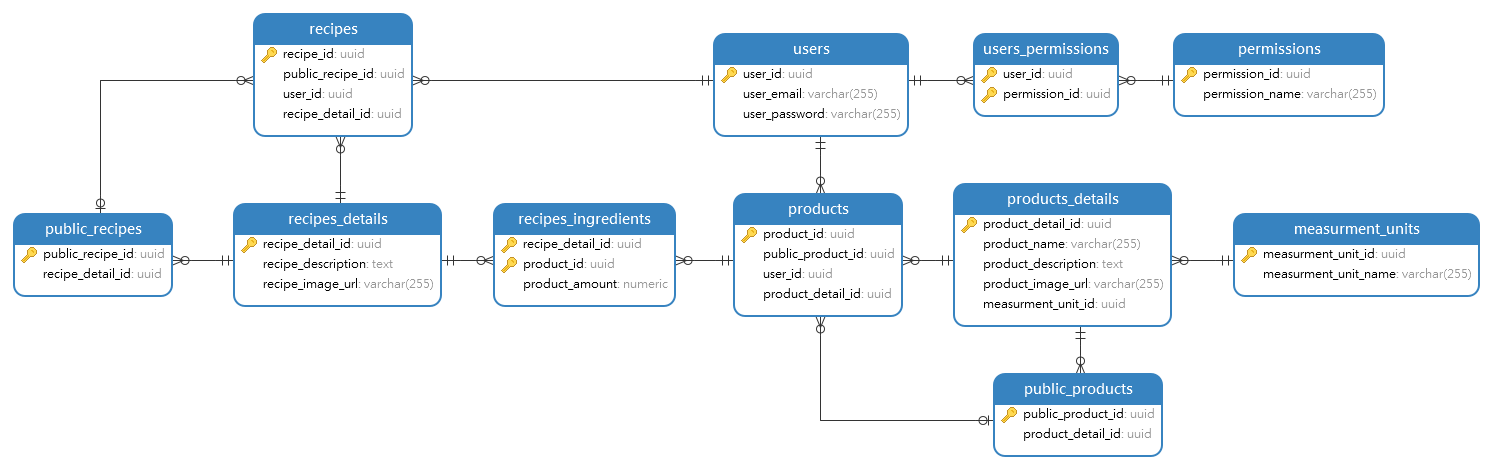 recipes
recipe_id: uuid
public_recipe_id: uuid
user_id: uuid
recipe_detail_id: uuid
users
user_id: uuid
user_email: varchar(255)
user_password: varchar(255)
users_permissions
user_id: uuid
permission_id: uuid
permissions
permission_id: uuid
permission_name: varchar(255)
public_recipes
public_recipe_id: uuid
recipe_detail_id: uuid
recipes_details
recipe_detail_id: uuid
recipe_description: text
recipe_image_url: varchar(255)
recipes_ingredients
recipe_detail_id: uuid
product_id: uuid
product_amount: numeric
products
product_id: uuid
public_product_id: uuid
user_id: uuid
product_detail_id: uuid
products_details
product_detail_id: uuid
product_name: varchar(255)
product_description: text
product_image_url: varchar(255)
measurment_unit_id: uuid
measurment_units
measurment_unit_id: uuid
measurment_unit_name: varchar(255)
public_products
public_product_id: uuid
product_detail_id: uuid